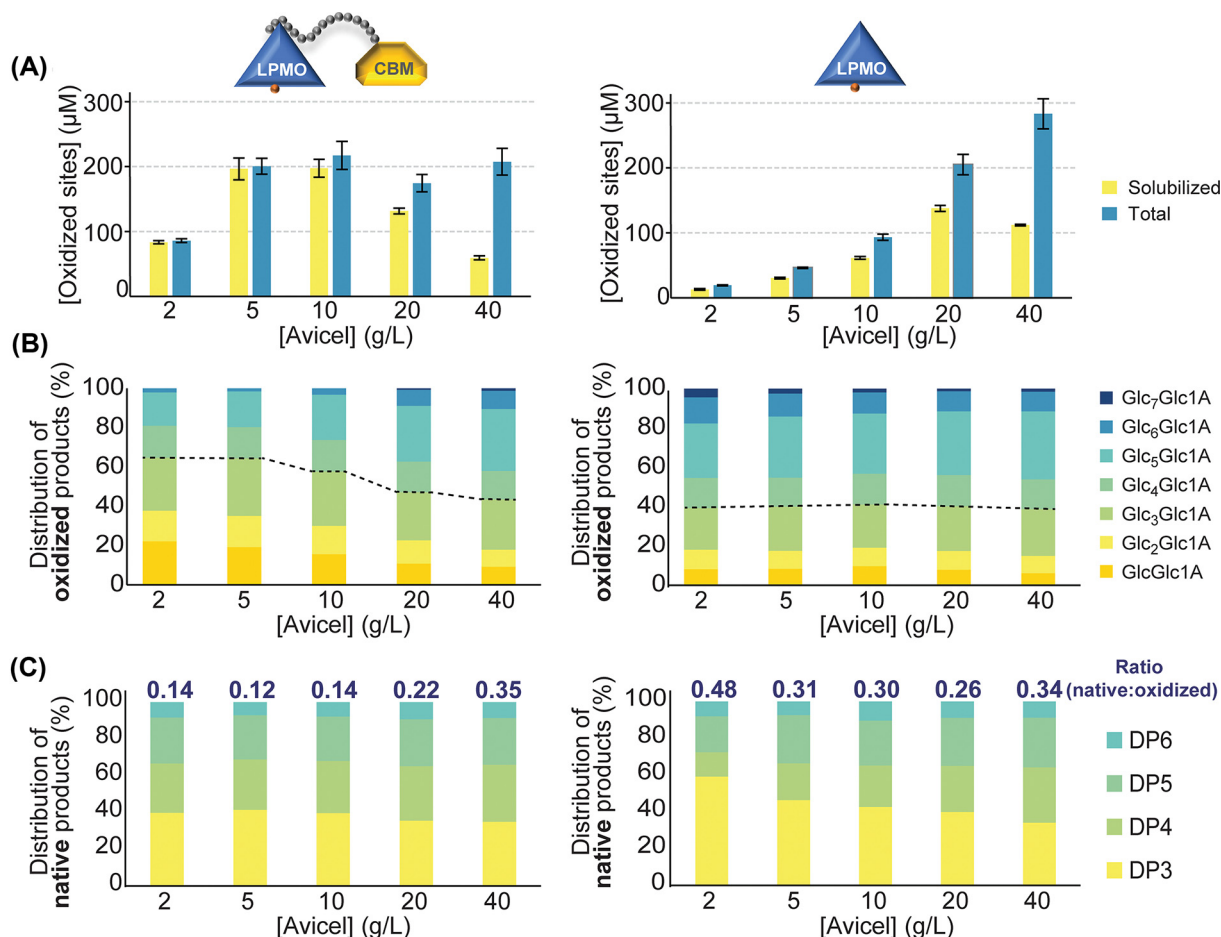 (A)
LPMO
CBM
LPMO
[Oxidized sites] (μM)
300
200
100
0
2 5 10 20 40
[Avicel] (g/L)
[Oxidized sites] (μM)
300
200
100
0
2 5 10 20 40
[Avicel] (g/L)
Solubilized
Total
(B)
Distribution of
oxidized products (%)
100
80
60
40
20
0
2 5 10 20 40
[Avicel] (g/L)
Distribution of
oxidized products (%)
100
80
60
40
20
0
2 5 10 20 40
[Avicel] (g/L)
Glc₇Glc1A
Glc₆Glc1A
Glc₅Glc1A
Glc₄Glc1A
Glc₃Glc1A
Glc₂Glc1A
GlcGlc1A
(C)
Distribution of
native products (%)
100
80
60
40
20
0
0.14 0.12 0.14 0.22 0.35
2 5 10 20 40
[Avicel] (g/L)
Distribution of
native products (%)
100
80
60
40
20
0
0.48 0.31 0.30 0.26 0.34
2 5 10 20 40
[Avicel] (g/L)
Ratio
(native:oxidized)
DP6
DP5
DP4
DP3